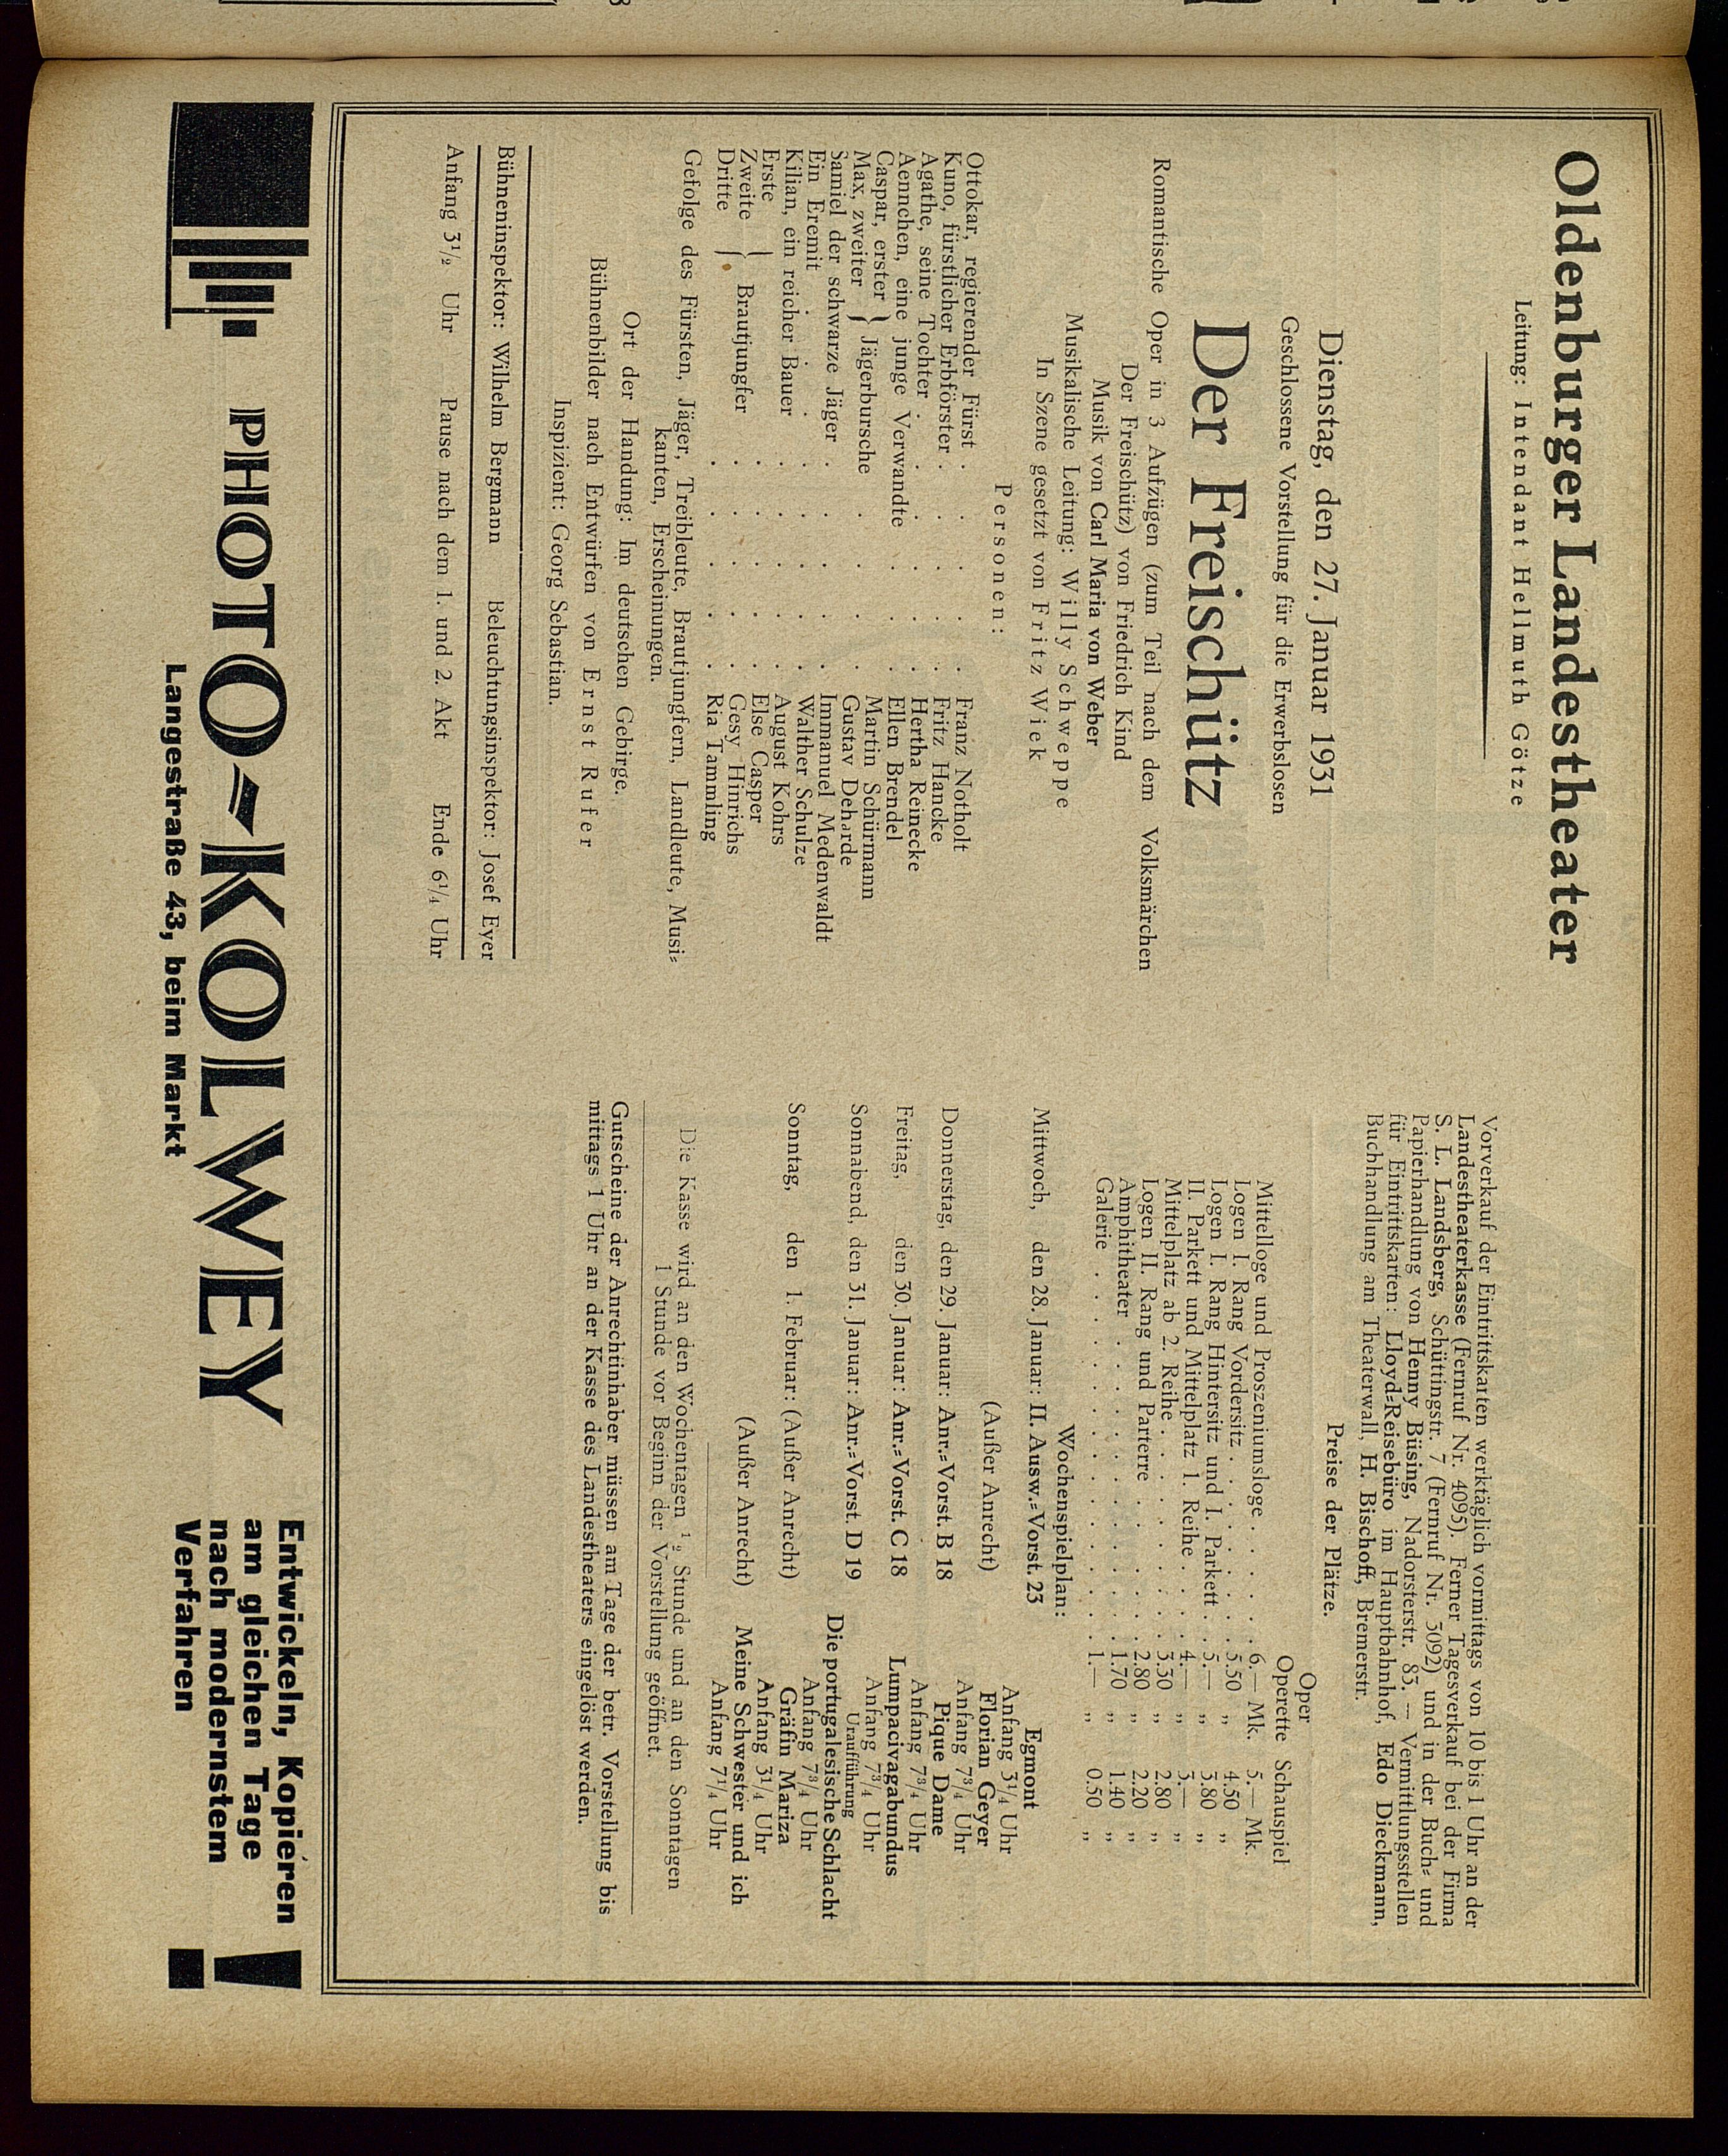 Oldenburger Landestheater
Leitung: Intendant Hellmuth Götze
Dienstag, den 27. Januar 1931
Geschlossene Vorstellung für die Erwerbslosen
Der Freischütz
Romantische Oper in 3 Aufzügen (zum Teil nach dem Volksmärchen
Der Freischütz) von Friedrich Kind
Musik von Carl Maria von Weber
Musikalische Leitung: Willy Schweppe
In Szene gesetzt von Fritz Wiek
Personen:
Ottokar, regierender Fürst . . . . . Franz Notholt
Kuno, fürstlicher Erbförster . . . . . Fritz Hancke
Agathe, seine Tochter . . . . . . Hertha Reinecke
Aennchen, eine junge Verwandte . . . Ellen Brendel
Caspar, erster } Jägerbursche . . . . Martin Schürmann
Max, zweiter } Gustav Deharde
Samiel der schwarze Jäger . . . . . Immanuel Medenwaldt
Ein Eremit . . . . . . . Walther Schulze
Kilian, ein reicher Bauer . . . . . August Kohrs
Erste } . . . . . Else Casper
Zweite } Brautjungfer . . . . . Gesy Hinrichs
Dritte } . . . . . Ria Tammling
Gefolge des Fürsten, Jäger, Treibleute, Brautjungfern, Landleute, Musi-
kanten, Erscheinungen.
Ort der Handung: Im deutschen Gebirge.
Bühnenbilder nach Entwürfen von Ernst Rufer
Inspizient: Georg Sebastian.
Bühneninspektor: Wilhelm Bergmann Beleuchtungsinspektor: Josef Eyer
Anfang 3 1/2 Uhr Pause nach dem 1. und 2. Akt Ende 6 1/4 Uhr
Vorverkauf der Eintrittskarten werktäglich vormittags von 10 bis 1 Uhr an der
Landestheaterkasse (Fernruf Nr. 4095). Ferner Tagesverkauf bei der Firma
S. L. Landsberg, Schüttingstr. 7 (Fernruf Nr. 3092) und in der Buch- und
Papierhandlung von Henny Büsing, Nadorsterstr. 83. — Vermittlungsstellen
für Eintrittskarten: Lloyd-Reisebüro im Hauptbahnhof, Edo Dieckmann,
Buchhandlung am Theaterwall, H. Bischoff, Bremerstr.
Preise der Plätze.
Oper
Operette Schauspiel
Mittelloge und Proszeniumsloge . . . . 6.— Mk. 5.— Mk.
Logen I. Rang Vordersitz . . . . . 5.50 „ 4.50 „
Logen I. Rang Hintersitz und I. Parkett . . 5.— „ 3.80 „
II. Parkett und Mittelplatz 1. Reihe . . . 4.— „ 3.— „
Mittelplatz ab 2. Reihe . . . . . . 3.30 „ 2.80 „
Logen II. Rang und Parterre . . . . 2.80 „ 2.20 „
Amphitheater . . . . . . . . 1.70 „ 1.40 „
Galerie . . . . . . . . . . 1.— „ 0.50 „
Wochenspielplan:
Mittwoch, den 28. Januar: II. Ausw.-Vorst. 23 Egmont
Anfang 3 1/4 Uhr
(Außer Anrecht) Florian Geyer
Anfang 7 3/4 Uhr
Donnerstag, den 29. Januar: Anr.-Vorst. B 18 Pique Dame
Anfang 7 3/4 Uhr
Freitag, den 30. Januar: Anr.-Vorst. C 18 Lumpacivagabundus
Anfang 7 3/4 Uhr
Uraufführung
Sonnabend, den 31. Januar: Anr.-Vorst. D 19 Die portugalesische Schlacht
Anfang 7 3/4 Uhr
Sonntag, den 1. Februar: (Außer Anrecht) Gräfin Mariza
Anfang 3 1/4 Uhr
(Außer Anrecht) Meine Schwester und ich
Anfang 7 1/4 Uhr
Die Kasse wird an den Wochentagen 1/2 Stunde und an den Sonntagen
1 Stunde vor Beginn der Vorstellung geöffnet.
Gutscheine der Anrechtinhaber müssen am Tage der betr. Vorstellung bis
mittags 1 Uhr an der Kasse des Landestheaters eingelöst werden.
PHOTO-KOLWEY
Langestraße 43, beim Markt
Entwickeln, Kopieren
am gleichen Tage
nach modernstem
Verfahren !